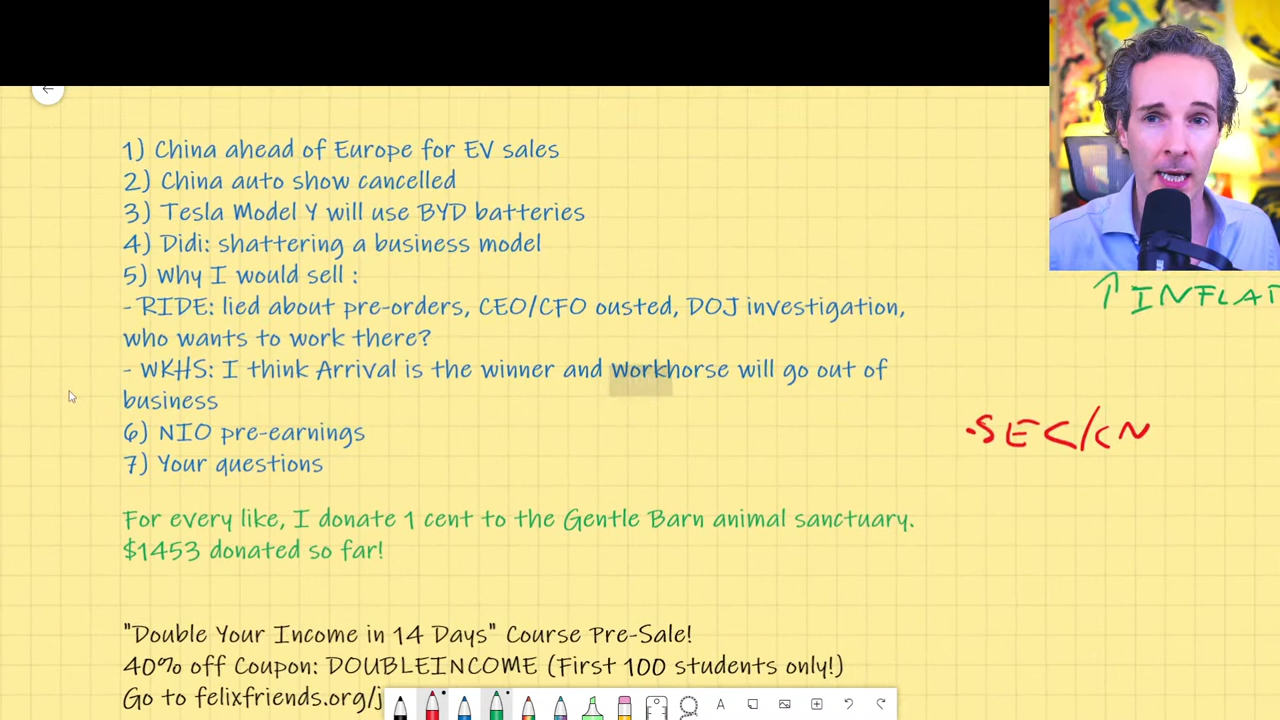 1) China ahead of Europe for EV sales
2) China auto show cancelled
3) Tesla Model Y will use BYD batteries
4) Didi: shattering a business model
5) Why I would sell :
- RIDE: lied about pre-orders, CEO/CFO ousted, DOJ investigation,
who wants to work there?
- WKHS: I think Arrival is the winner and Workhorse will go out of
business
6) NIO pre-earnings
7) Your questions
↑ INFLAT
•SEC/CN
For every like, I donate 1 cent to the Gentle Barn animal sanctuary.
$1453 donated so far!
"Double Your Income in 14 Days" Course Pre-Sale!
40% off Coupon: DOUBLEINCOME (First 100 students only!)
Go to felixfriends.org/j